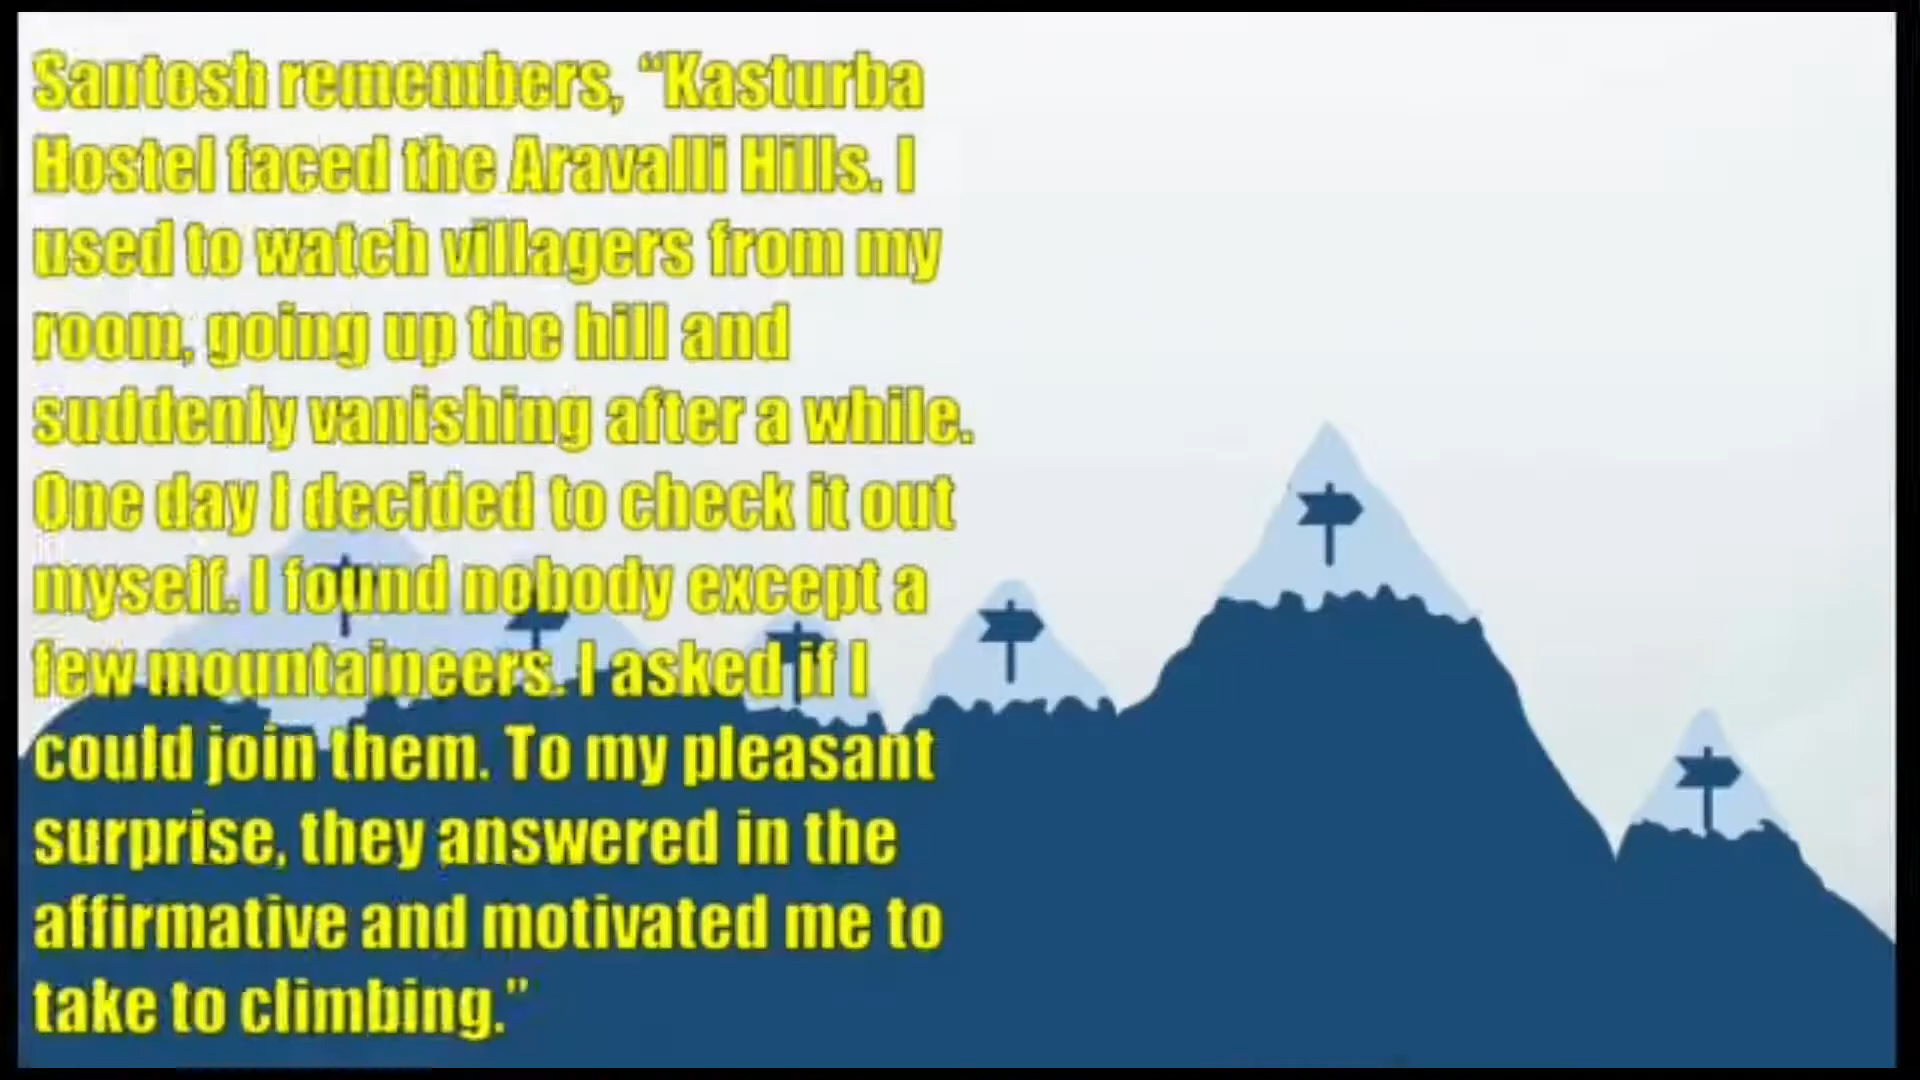 Santosh remembers, “Kasturba
Hostel faced the Aravalli Hills. I
used to watch villagers from my
room, going up the hill and
suddenly vanishing after a while.
One day I decided to check it out
myself. I found nobody except a
few mountaineers. I asked if I
could join them. To my pleasant
surprise, they answered in the
affirmative and motivated me to
take to climbing.”